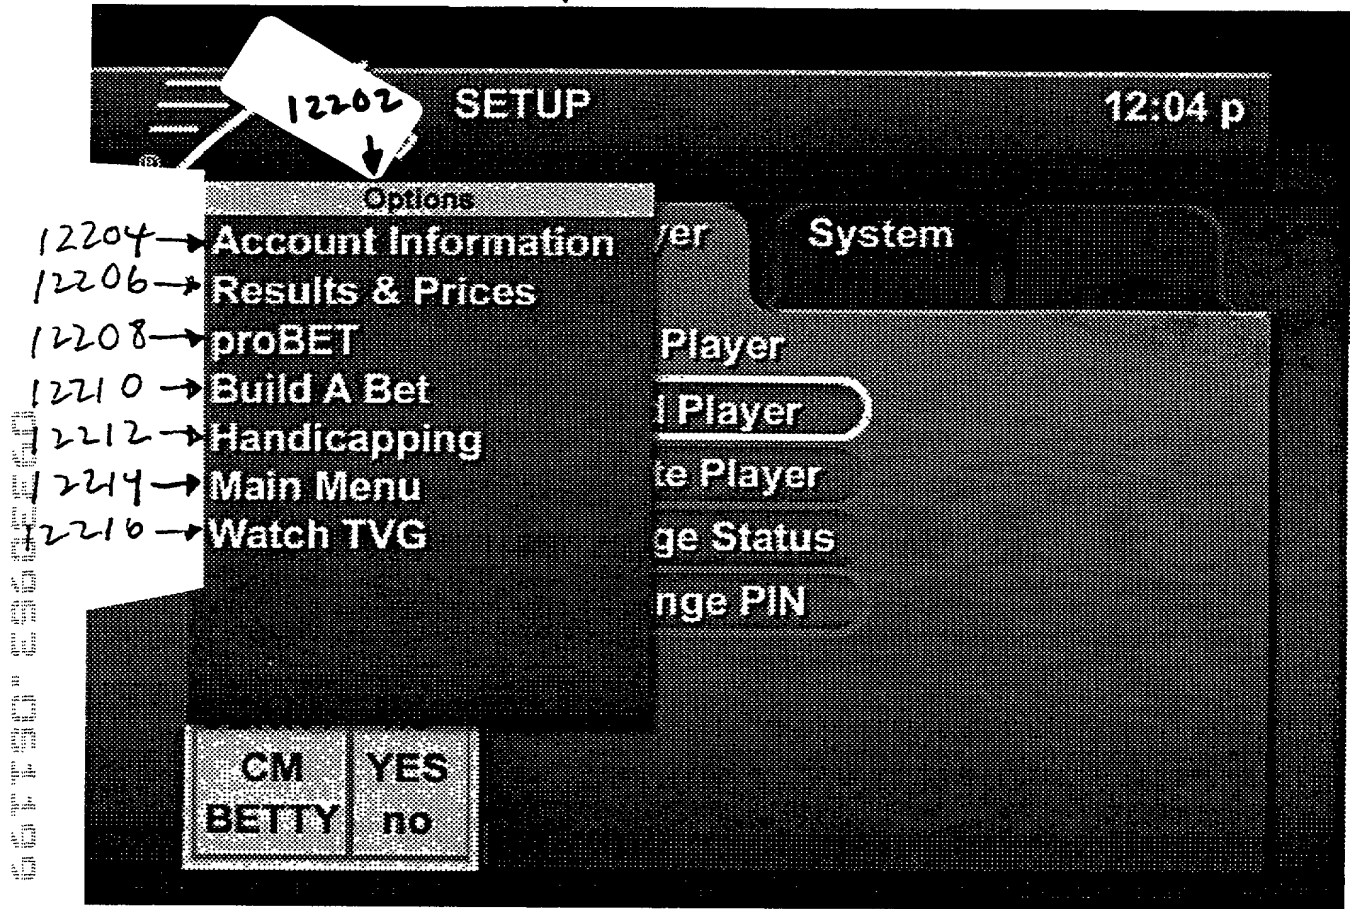 12202
SETUP
12:04 p
Options
12204 Account Information
12206 Results & Prices
12208 proBET
12210 Build A Bet
12212 Handicapping
12214 Main Menu
12216 Watch TVG
yer
System
Player
d Player
te Player
ge Status
nge PIN
CM YES
BETTY no